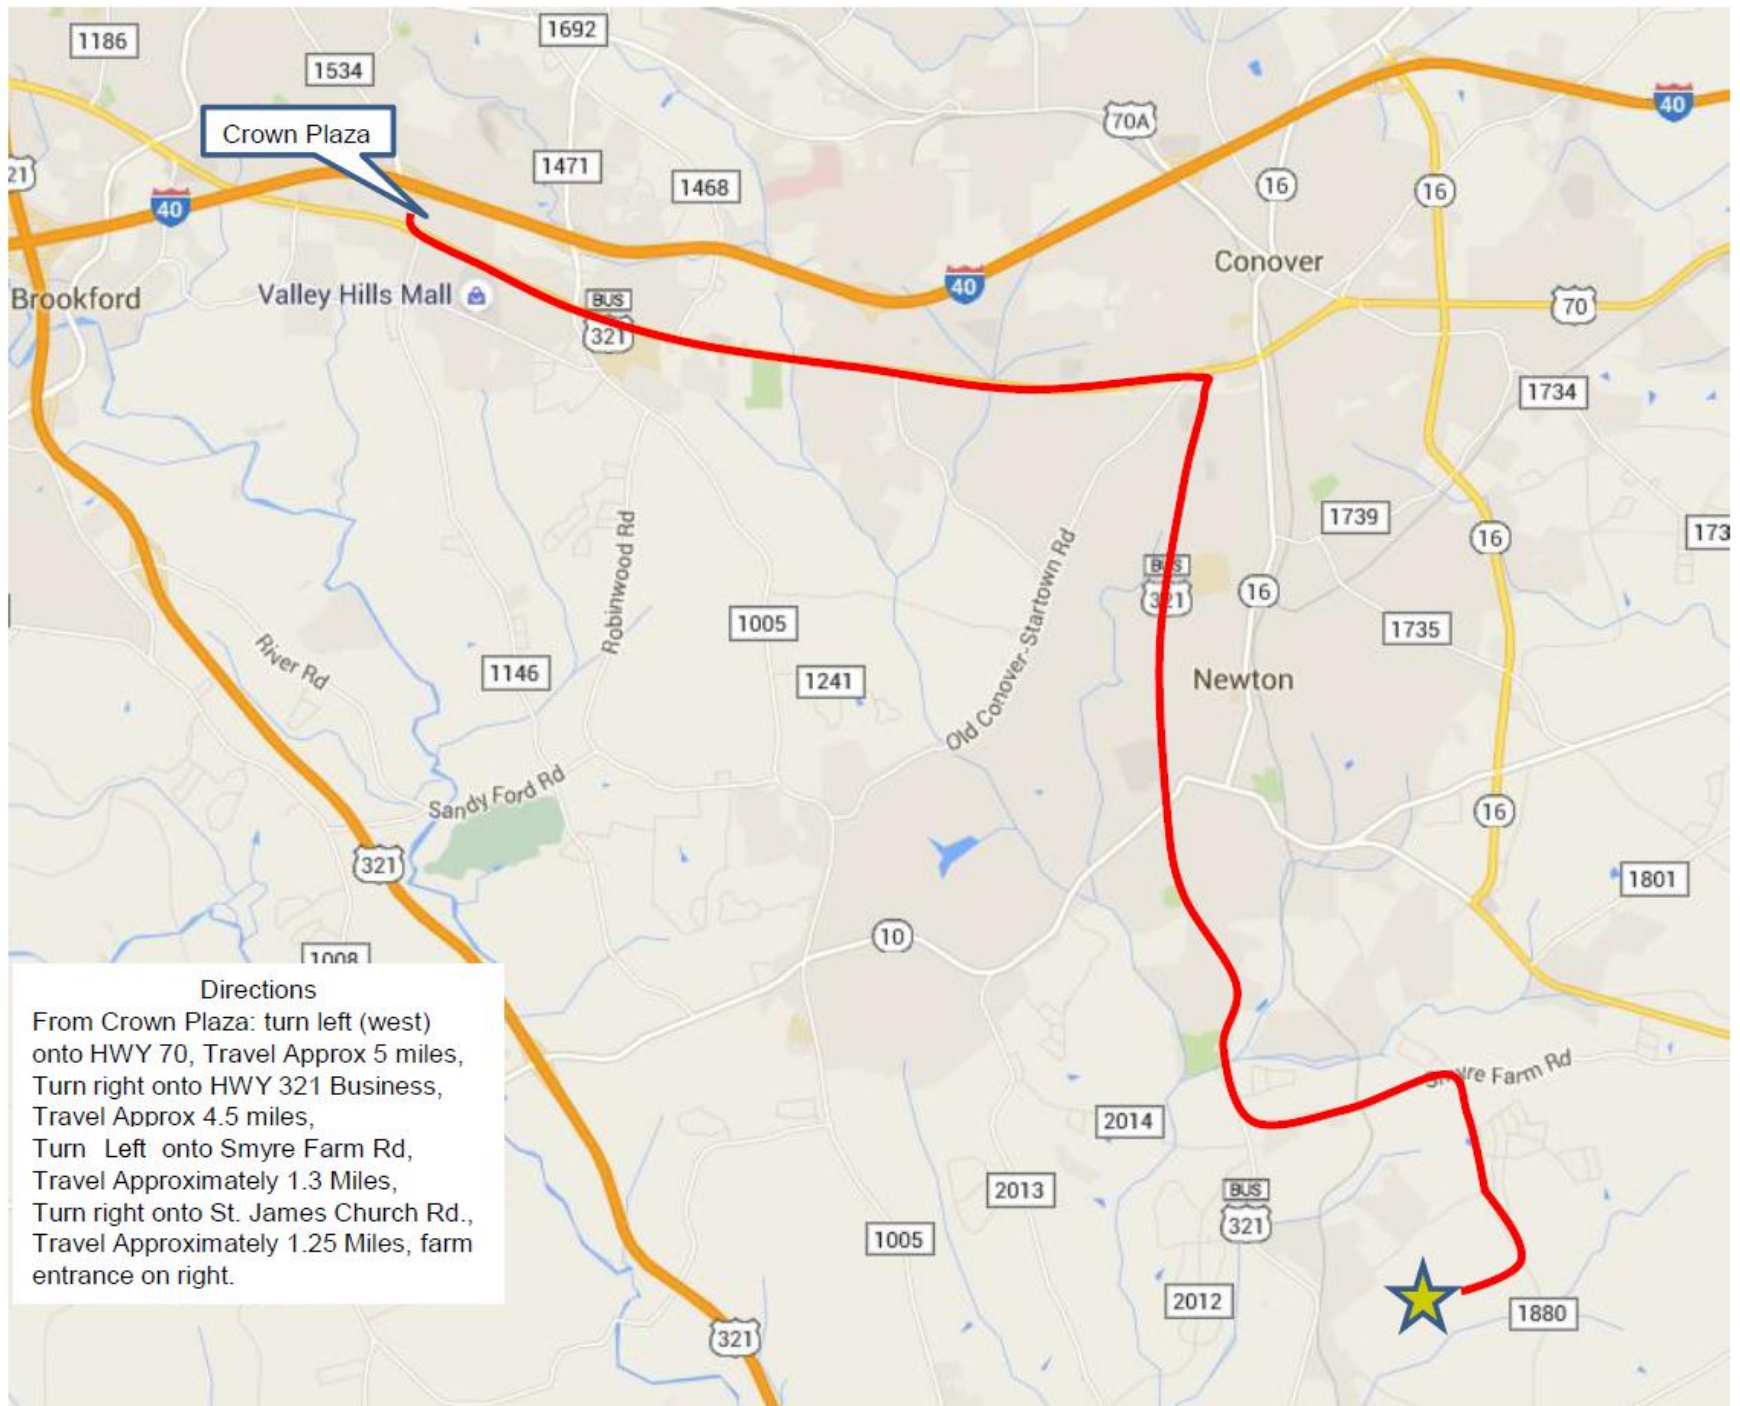 1186
1692
1534
Crown Plaza
40
70A
1471
1468
21
40
16
16
Conover
Brookford
Valley Hills Mall
BUS
321
40
70
1734
1739
16
173
Robinwood Rd
Old Conover-Startown Rd
BUS
321
16
1005
1735
River Rd
1146
1241
Newton
Sandy Ford Rd
16
321
1801
10
1008
Directions
From Crown Plaza: turn left (west)
onto HWY 70, Travel Approx 5 miles,
Turn right onto HWY 321 Business,
Travel Approx 4.5 miles,
Turn Left onto Smyre Farm Rd,
Travel Approximately 1.3 Miles,
Turn right onto St. James Church Rd.,
Travel Approximately 1.25 Miles, farm
entrance on right.
Smyre Farm Rd
2014
2013
BUS
321
1005
2012
1880
321